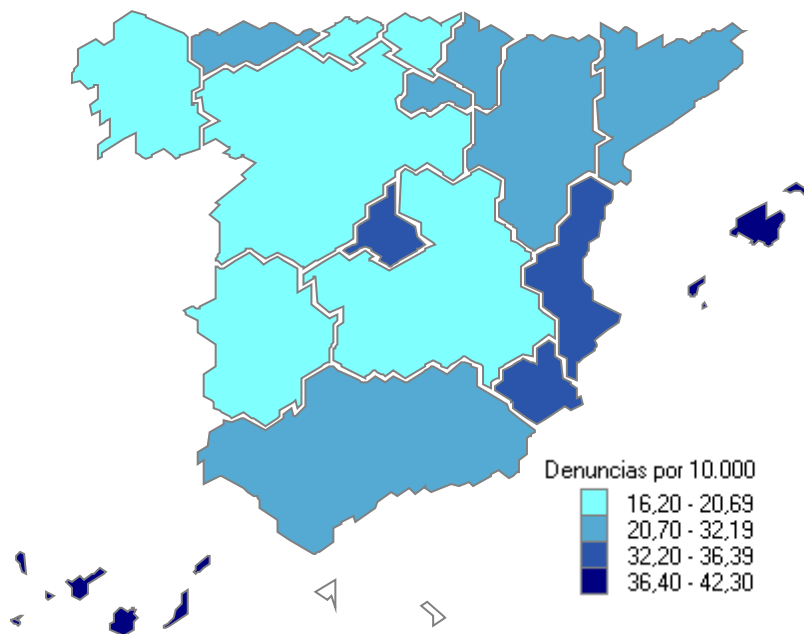 Denuncias por 10.000
16,20 - 20,69
20,70 - 32,19
32,20 - 36,39
36,40 - 42,30